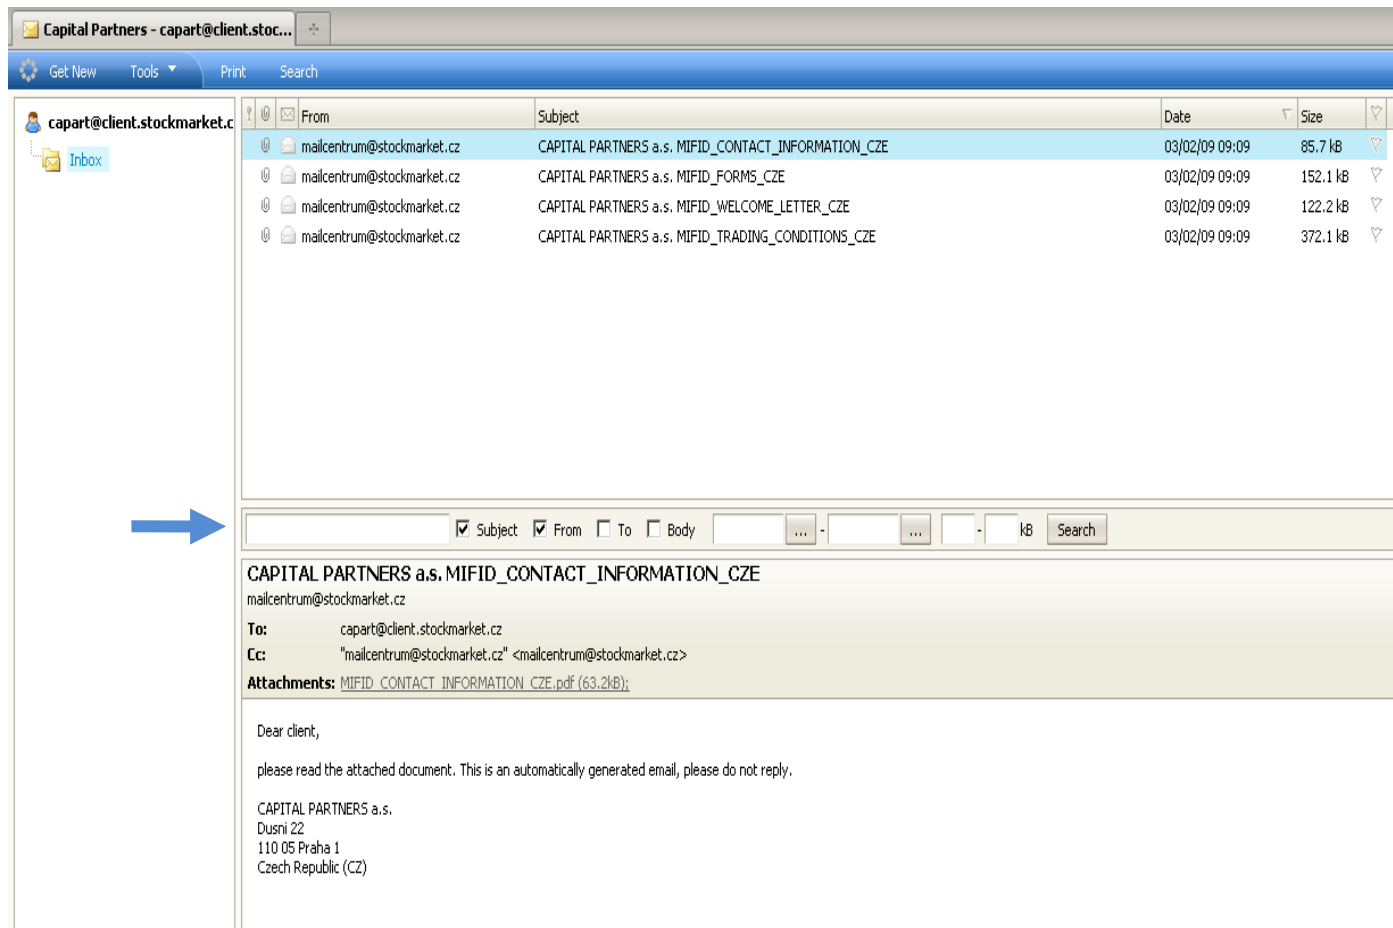 Capital Partners - capart@client.stoc...
Get New Tools Print Search
capart@client.stockmarket.c
Inbox
From Subject Date Size
mailcentrum@stockmarket.cz CAPITAL PARTNERS a.s. MIFID_CONTACT_INFORMATION_CZE 03/02/09 09:09 85.7 kB
mailcentrum@stockmarket.cz CAPITAL PARTNERS a.s. MIFID_FORMS_CZE 03/02/09 09:09 152.1 kB
mailcentrum@stockmarket.cz CAPITAL PARTNERS a.s. MIFID_WELCOME_LETTER_CZE 03/02/09 09:09 122.2 kB
mailcentrum@stockmarket.cz CAPITAL PARTNERS a.s. MIFID_TRADING_CONDITIONS_CZE 03/02/09 09:09 372.1 kB
Subject From To Body ... - ... - kB Search
CAPITAL PARTNERS a.s. MIFID_CONTACT_INFORMATION_CZE
mailcentrum@stockmarket.cz
To: capart@client.stockmarket.cz
Cc: "mailcentrum@stockmarket.cz" <mailcentrum@stockmarket.cz>
Attachments: MIFID_CONTACT_INFORMATION_CZE.pdf (63.2kB);
Dear client,
please read the attached document. This is an automatically generated email, please do not reply.
CAPITAL PARTNERS a.s.
Dusni 22
110 05 Praha 1
Czech Republic (CZ)